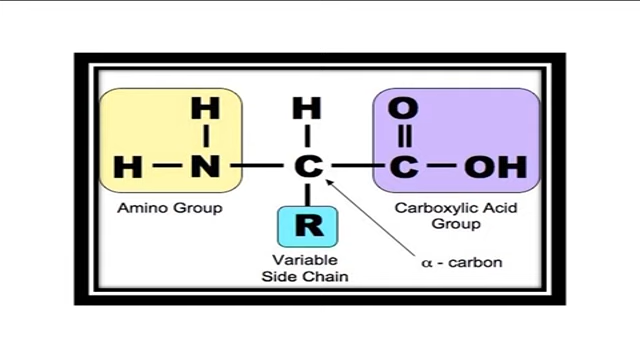 H H O
H N C C OH
Amino Group
R
Carboxylic Acid
Group
Variable
Side Chain
α - carbon